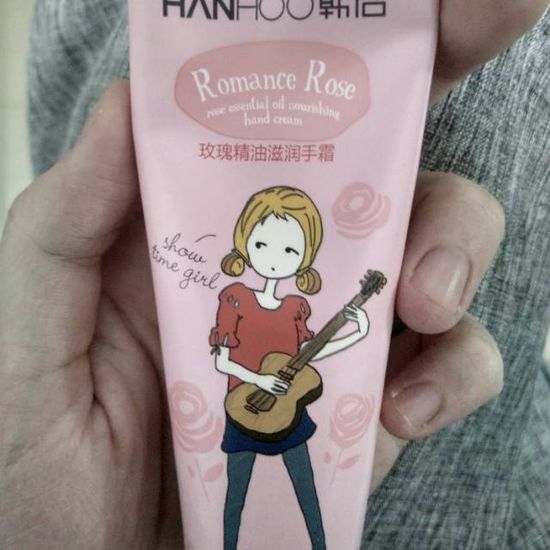 HANHOO韩后
Romance Rose
rose essential oil nourishing
hand cream
玫瑰精油滋润手霜
show
time girl